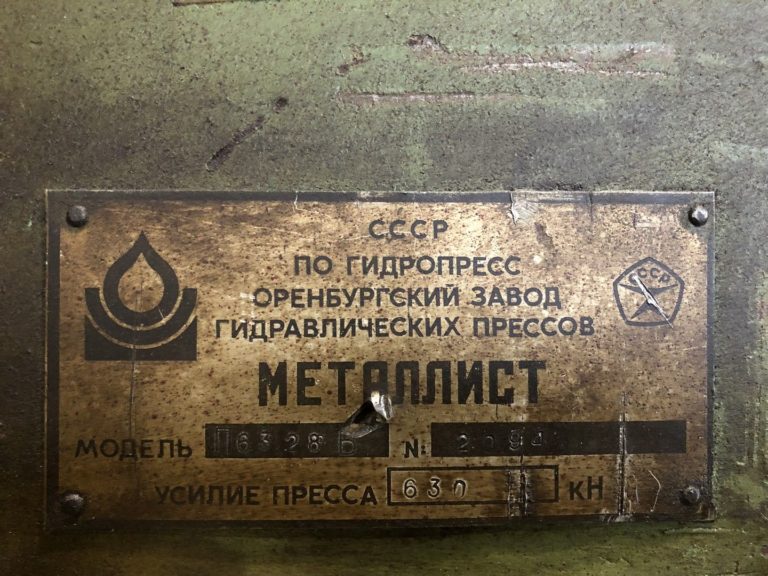 СССР
ПО ГИДРОПРЕСС
ОРЕНБУРГСКИЙ ЗАВОД
ГИДРАВЛИЧЕСКИХ ПРЕССОВ
МЕТАЛЛИСТ
МОДЕЛЬ П6328Б №
УСИЛИЕ ПРЕССА 630 кН